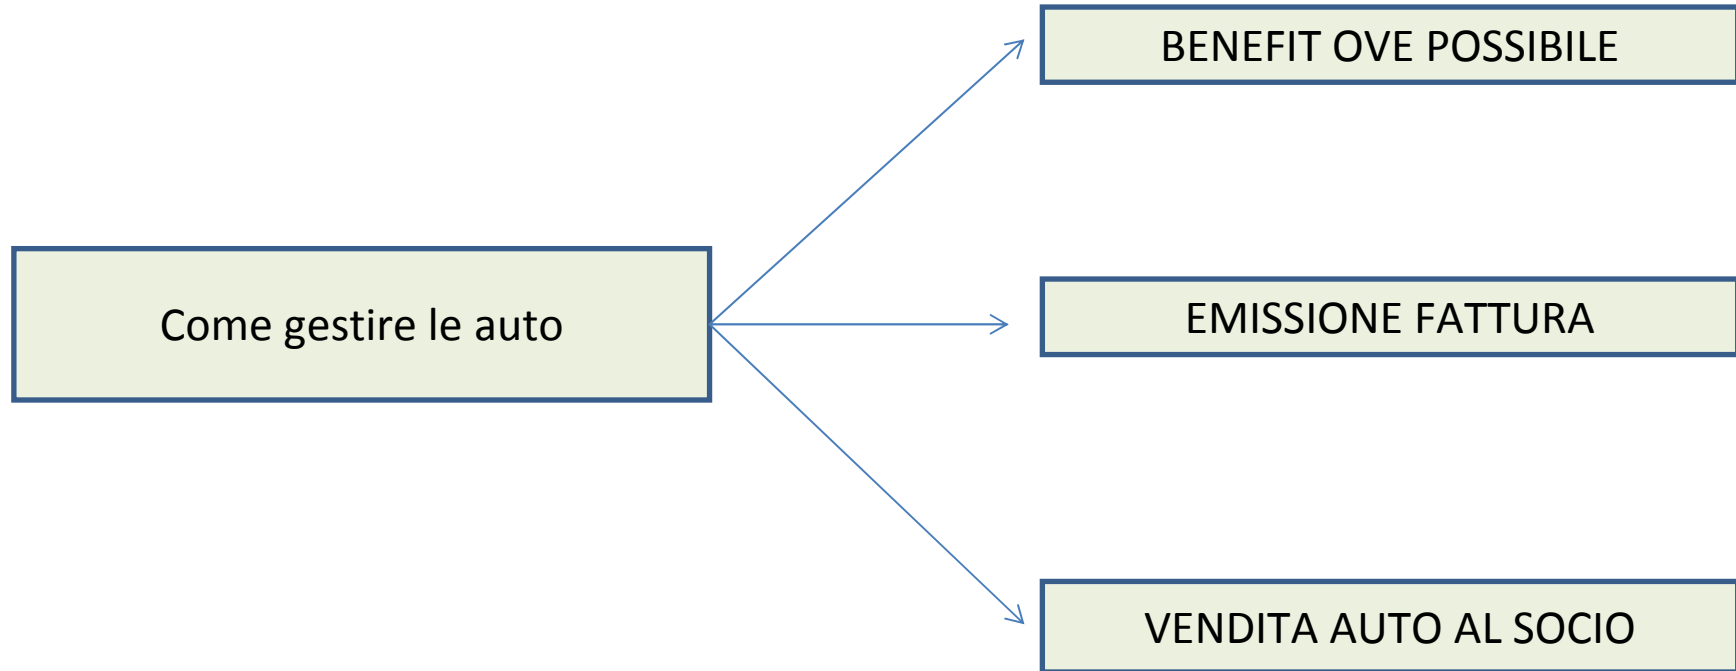 BENEFIT OVE POSSIBILE
Come gestire le auto
EMISSIONE FATTURA
VENDITA AUTO AL SOCIO